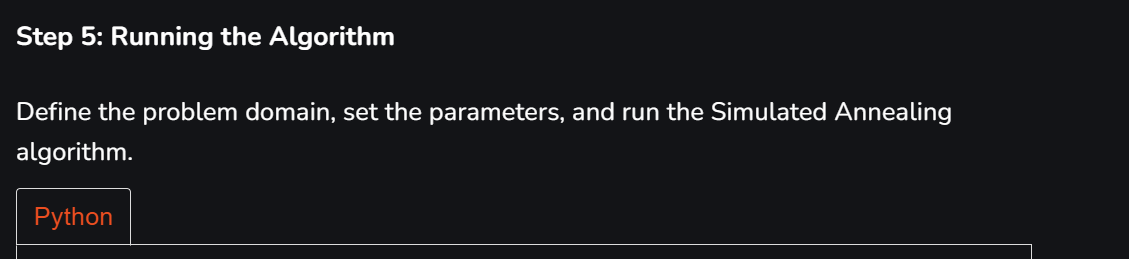 Step 5: Running the Algorithm
Define the problem domain, set the parameters, and run the Simulated Annealing
algorithm.
Python